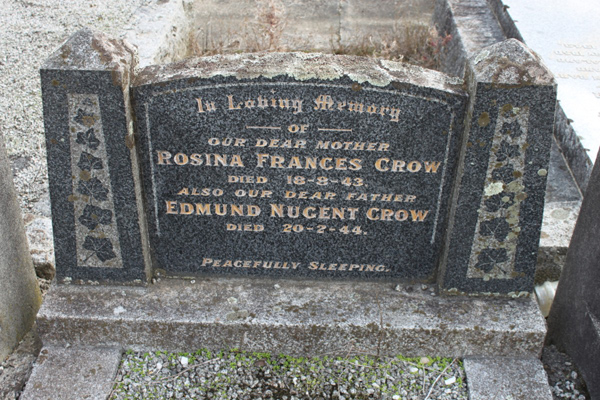 In Loving Memory
of
OUR DEAR MOTHER
ROSINA FRANCES CROW
DIED 18-9-43.
ALSO OUR DEAR FATHER
EDMUND NUGENT CROW
DIED 20-7-44.
PEACEFULLY SLEEPING.